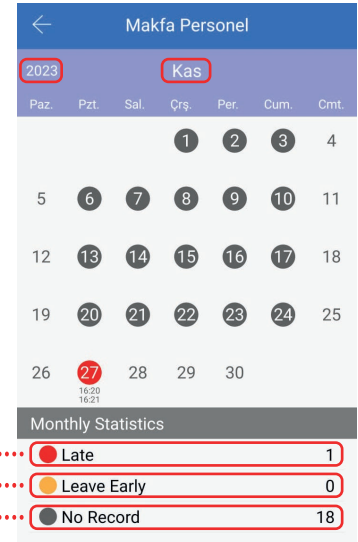 Makfa Personel
2023 Kas
Paz. Pzt. Sal. Çrş. Per. Cum. Cmt.
1 2 3 4
5 6 7 8 9 10 11
12 13 14 15 16 17 18
19 20 21 22 23 24 25
26 27 28 29 30
16:20
16:21
Monthly Statistics
Late 1
Leave Early 0
No Record 18